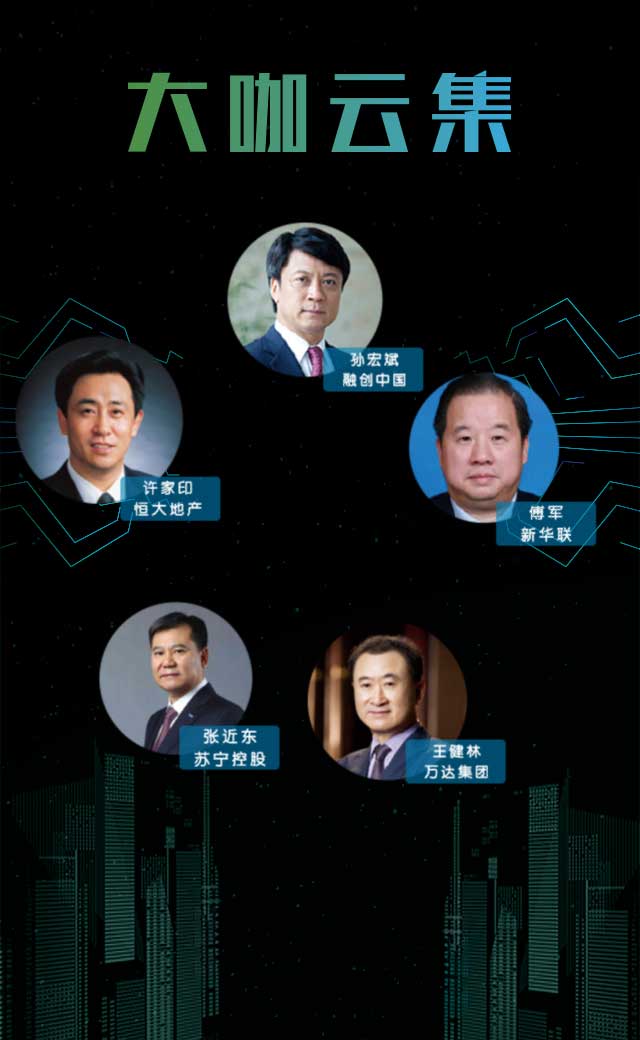 大咖云集
孙宏斌
融创中国
许家印
恒大地产
傅军
新华联
张近东
苏宁控股
王健林
万达集团